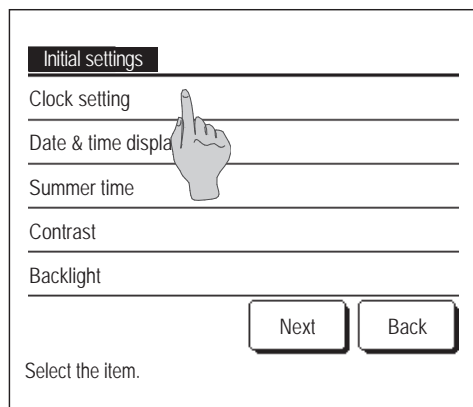 Initial settings
Clock setting
Date & time displa
Summer time
Contrast
Backlight
Next Back
Select the item.